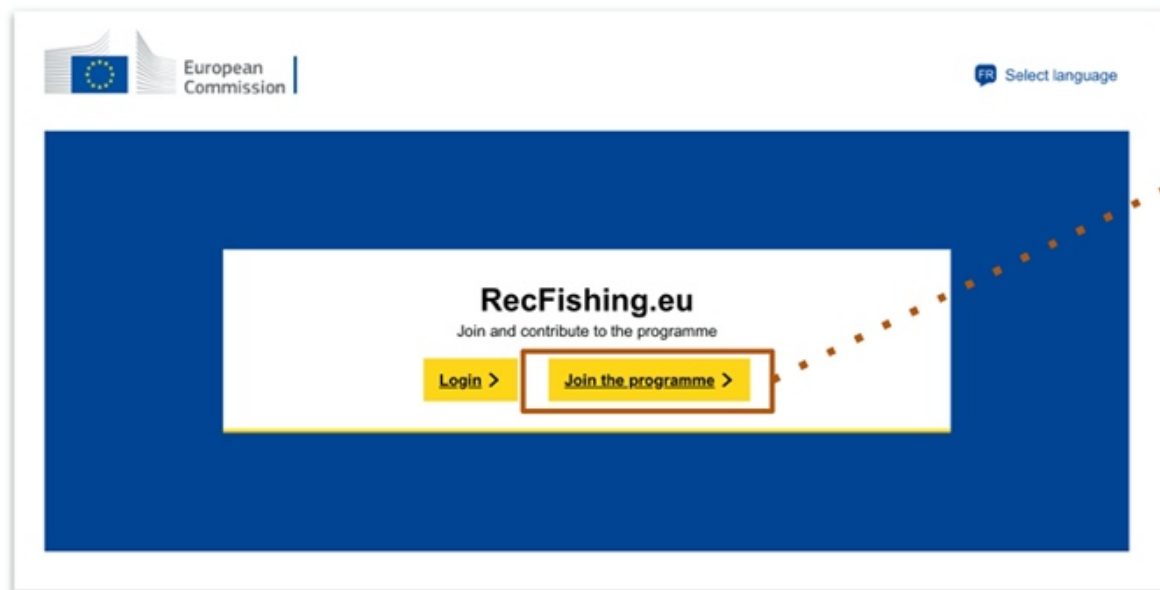 European
Commission
FR Select language
RecFishing.eu
Join and contribute to the programme
Login >
Join the programme >